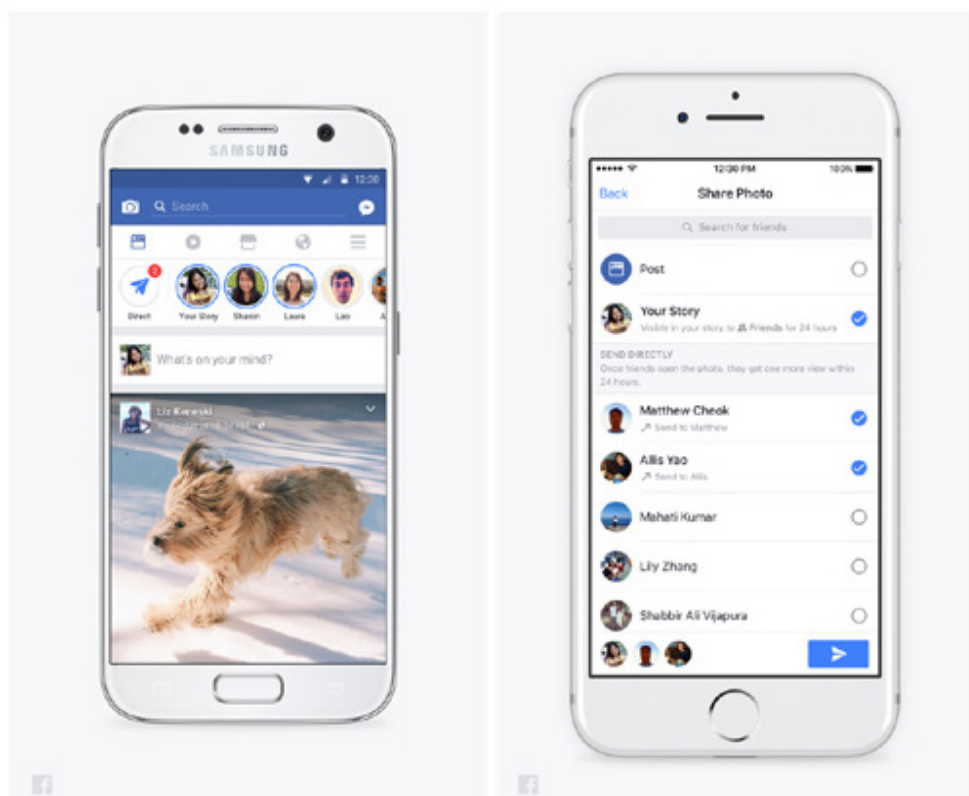 SAMSUNG
12:30
Search
2
Direct
Your Story
Sharon
Laura
Leo
A
What's on your mind?
Liz Kereski
12:30 PM
100%
Back
Share Photo
Search for friends
Post
Your Story
Visible in your story to Friends for 24 hours
SEND DIRECTLY
Once friends open the photo, they get one more view within
24 hours.
Matthew Cheok
Send to Matthew
Allis Yao
Send to Allis
Mahati Kumar
Lily Zhang
Shabbir Ali Vijapura